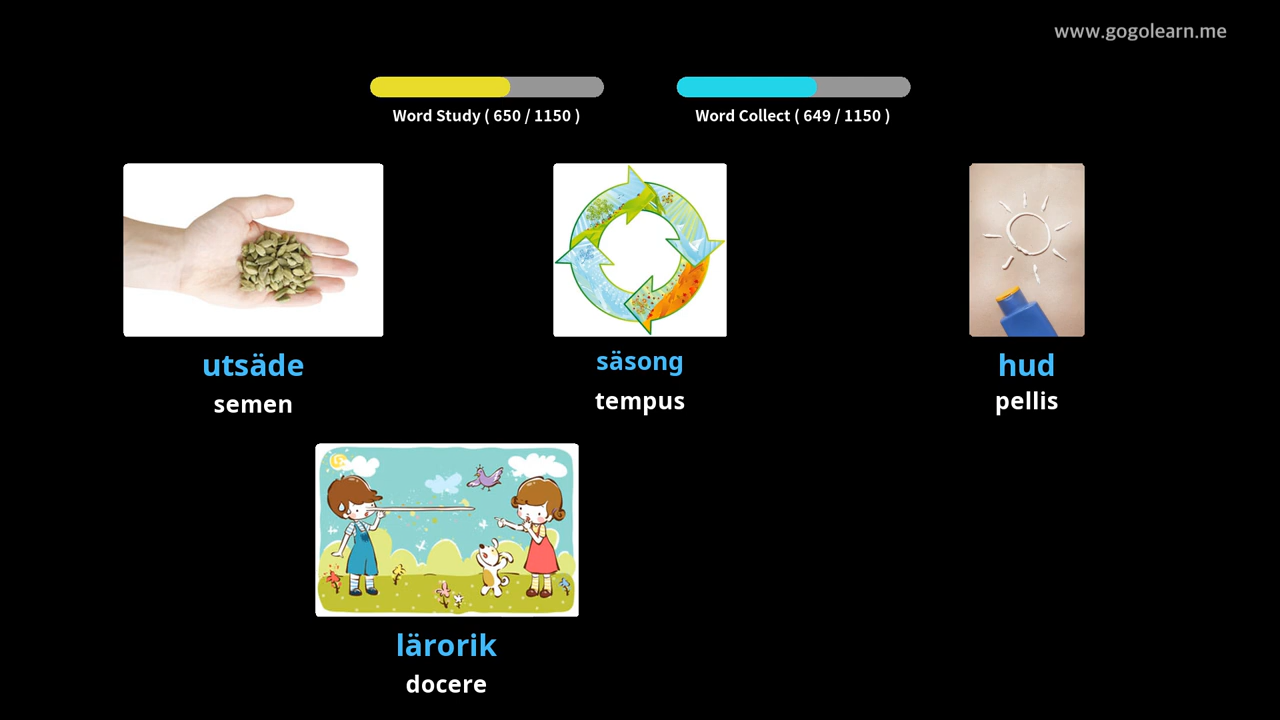 www.gogolearn.me
Word Study ( 650 / 1150 )
Word Collect ( 649 / 1150 )
utsäde
semen
säsong
tempus
hud
pellis
lärorik
docere